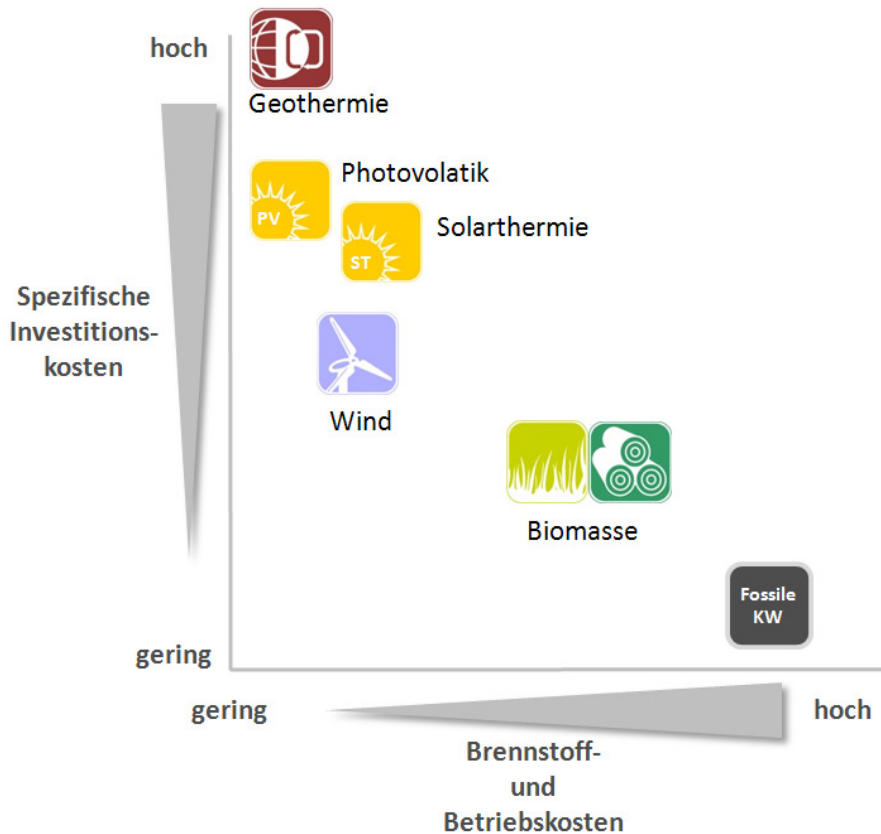 hoch
Geothermie
Photovolatik
PV
Solarthermie
ST
Spezifische
Investitions-
kosten
Wind
Biomasse
Fossile
KW
gering
gering
hoch
Brennstoff-
und
Betriebskosten